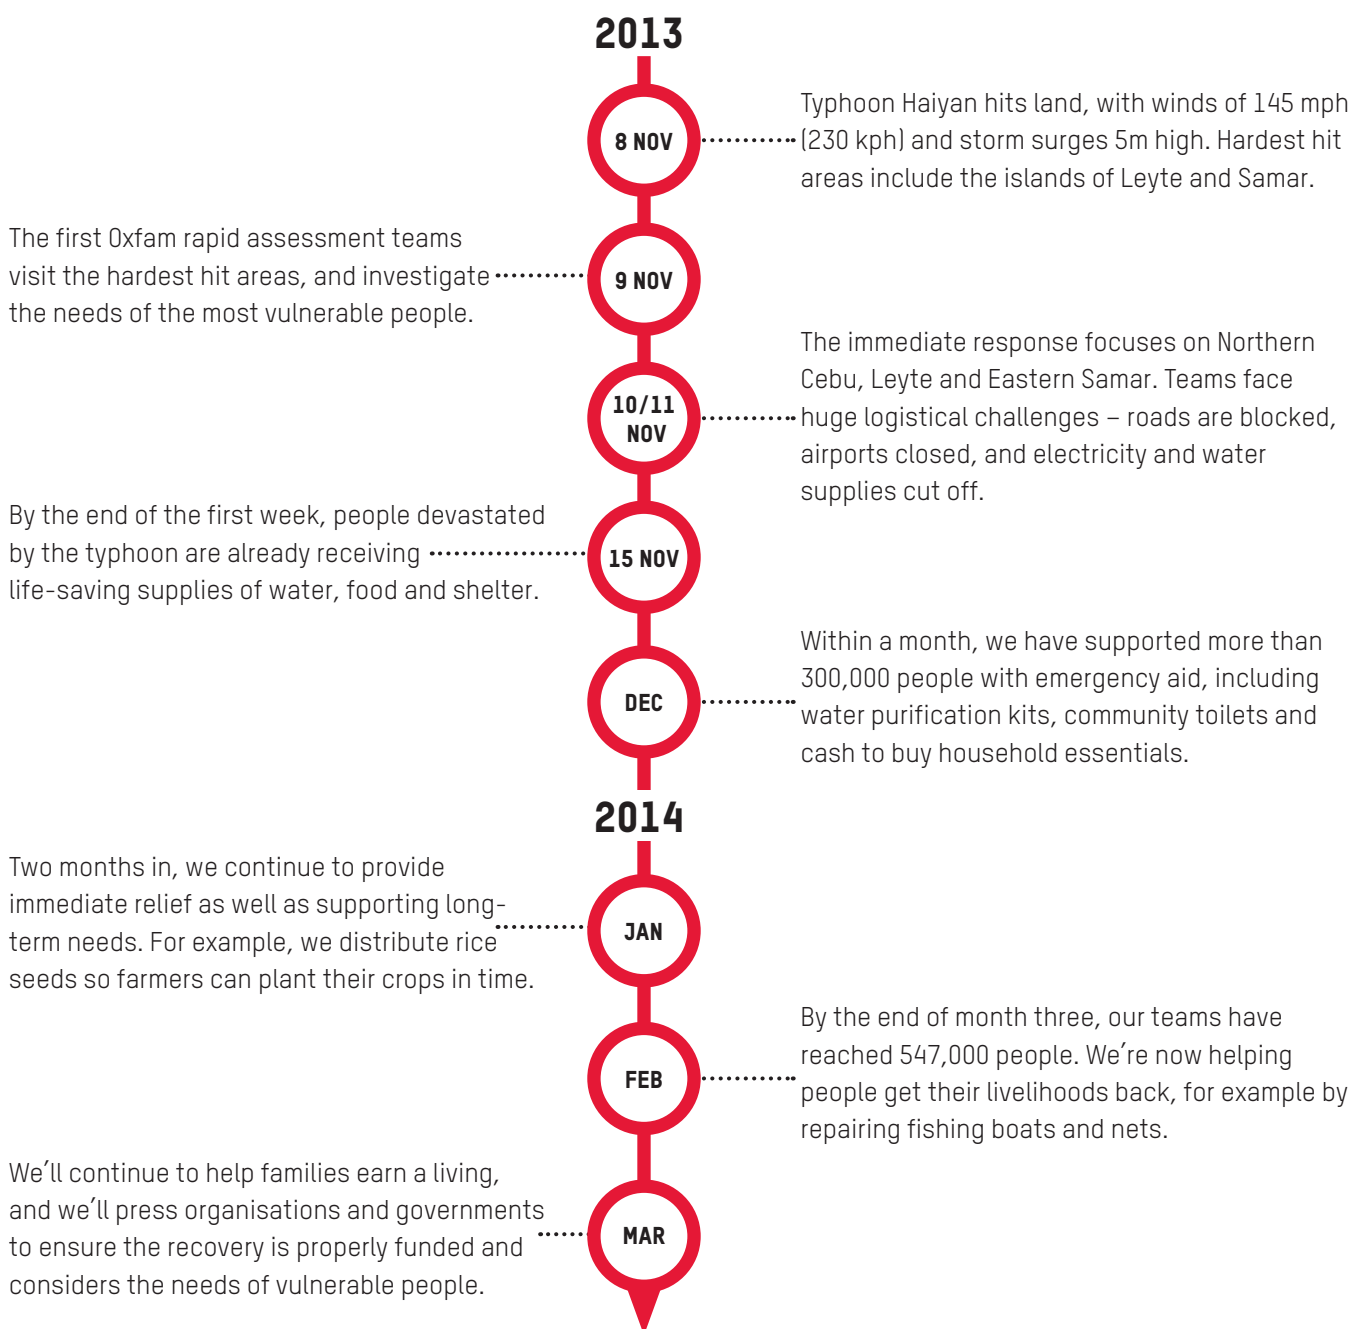 2013
8 NOV
Typhoon Haiyan hits land, with winds of 145 mph
(230 kph) and storm surges 5m high. Hardest hit
areas include the islands of Leyte and Samar.
The first Oxfam rapid assessment teams
visit the hardest hit areas, and investigate
the needs of the most vulnerable people.
9 NOV
10/11
NOV
The immediate response focuses on Northern
Cebu, Leyte and Eastern Samar. Teams face
huge logistical challenges – roads are blocked,
airports closed, and electricity and water
supplies cut off.
By the end of the first week, people devastated
by the typhoon are already receiving
life-saving supplies of water, food and shelter.
15 NOV
DEC
Within a month, we have supported more than
300,000 people with emergency aid, including
water purification kits, community toilets and
cash to buy household essentials.
2014
Two months in, we continue to provide
immediate relief as well as supporting long-
term needs. For example, we distribute rice
seeds so farmers can plant their crops in time.
JAN
FEB
By the end of month three, our teams have
reached 547,000 people. We’re now helping
people get their livelihoods back, for example by
repairing fishing boats and nets.
We’ll continue to help families earn a living,
and we’ll press organisations and governments
to ensure the recovery is properly funded and
considers the needs of vulnerable people.
MAR